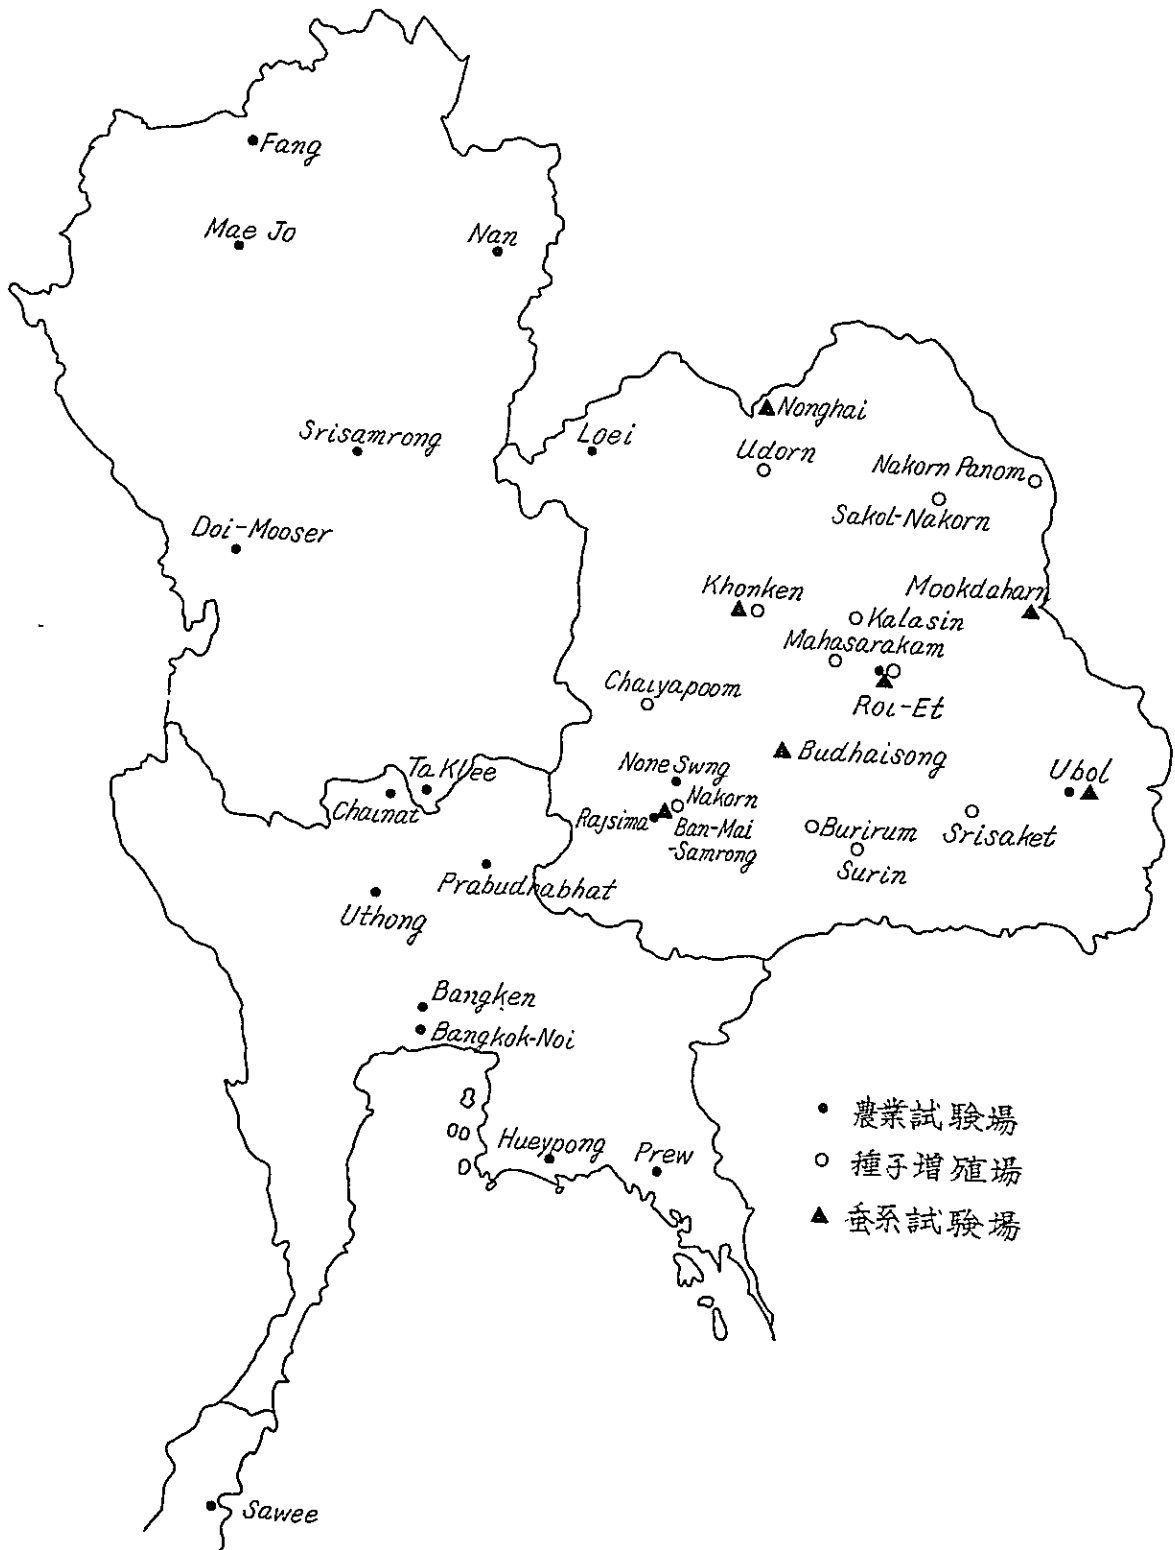 Fang
Mae Jo
Nan
Srisamrong
Loei
Nonghai
Udorn
Nakorn Panom
Sakol-Nakorn
Doi-Mooser
Khonken
Mookdaharn
Kalasin
Mahasarakam
Chaiyapoom
Roi-Et
Budhaisong
None Swng
Ubol
Ta Klee
Chainat
Nakorn
Rajsima
Ban-Mai
-Samrong
Burirum
Srisaket
Surin
Prabudhabhat
Uthong
Bangken
Bangkok-Noi
Hueypong
Prew
農業試験場
種子増殖場
蚕系試験場
Sawee